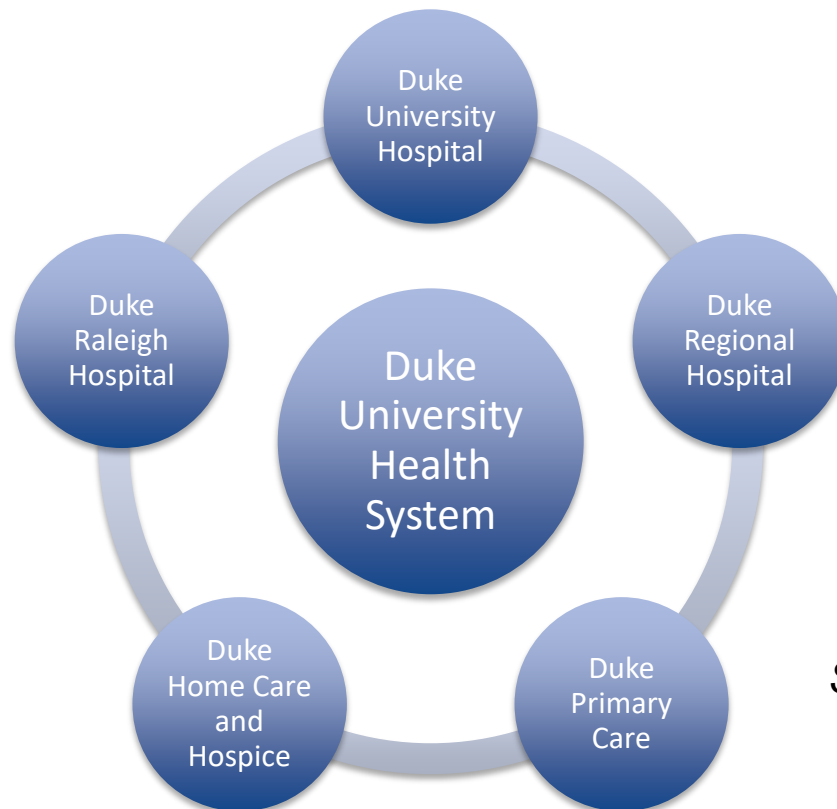 Duke
University
Hospital
Duke
Raleigh
Hospital
Duke
Regional
Hospital
Duke
University
Health
System
Duke
Home Care
and
Hospice
Duke
Primary
Care